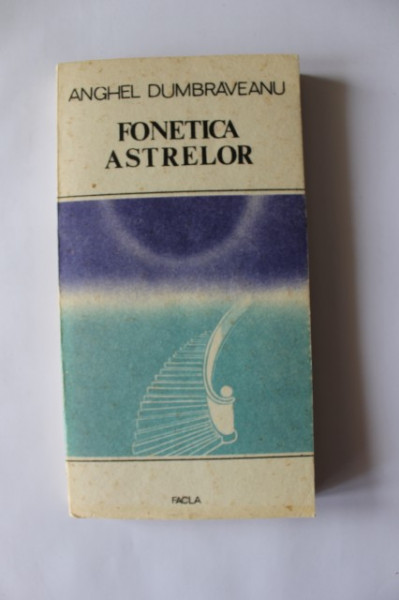 ANGHEL DUMBRAVEANU
FONETICA
ASTRELOR
FACLA